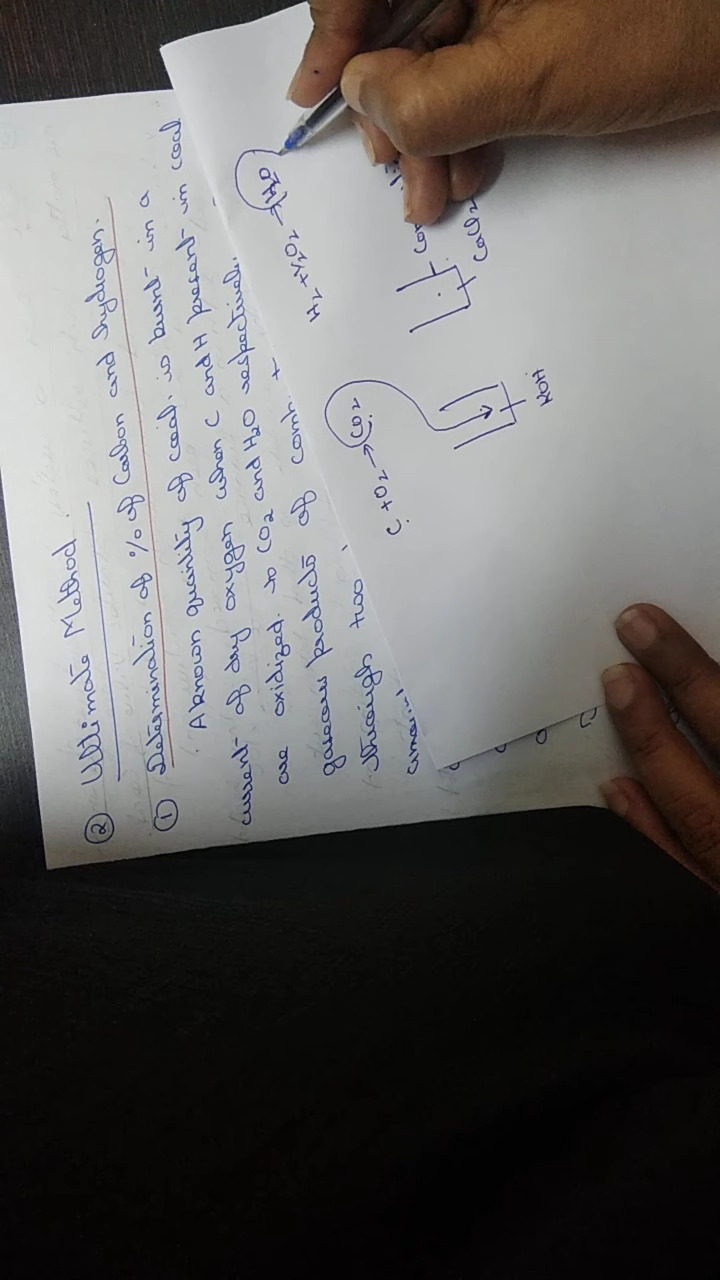 ② Ultimate Method.
① Determination of % of Carbon and hydrogen.
A known quantity of coal is burnt in a
current of dry oxygen when C and H present in coal
are oxidized to CO2 and H2O respectively.
gaseous products of comb
through two
H2 + ½O2 → H2O
CaCl2
C + O2 → CO2
KOH